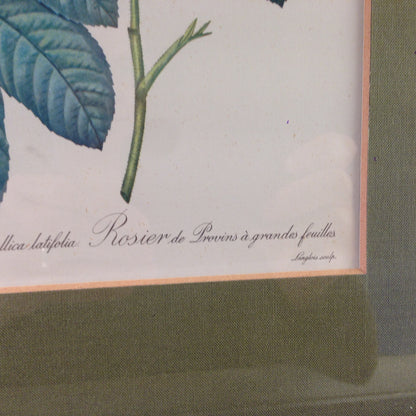 llica latifolia. Rosier de Provins à grandes feuilles
Langlois sculp.